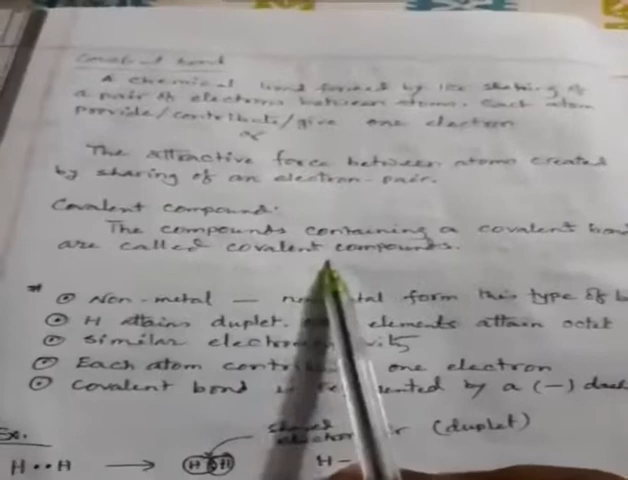 Covalent bond
A chemical bond formed by the sharing of
a pair of electrons between atoms. Each atom
provide/contribute/give one electron
or
The attractive force between atoms created
by sharing of an electron-pair.
Covalent compound.
The compounds containing a covalent bond
are called covalent compounds.
* Non-metal — form this type of b
H attains duplet. elements attain octet
similar
Each atom one electron
covalent bond is by a (-) dash
Ex. shared (duplet)
H••H → H H H-